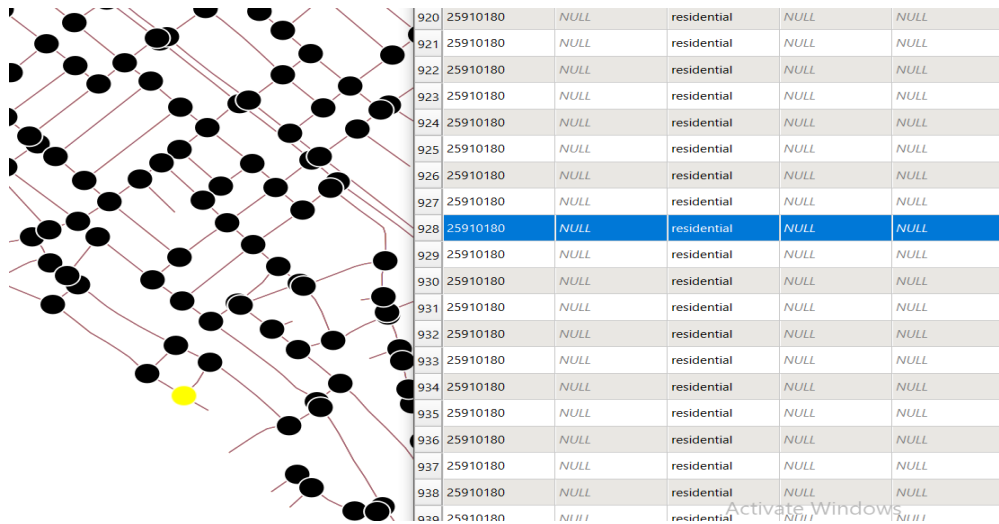 920 25910180 NULL residential NULL NULL
921 25910180 NULL residential NULL NULL
922 25910180 NULL residential NULL NULL
923 25910180 NULL residential NULL NULL
924 25910180 NULL residential NULL NULL
925 25910180 NULL residential NULL NULL
926 25910180 NULL residential NULL NULL
927 25910180 NULL residential NULL NULL
928 25910180 NULL residential NULL NULL
929 25910180 NULL residential NULL NULL
930 25910180 NULL residential NULL NULL
931 25910180 NULL residential NULL NULL
932 25910180 NULL residential NULL NULL
933 25910180 NULL residential NULL NULL
934 25910180 NULL residential NULL NULL
935 25910180 NULL residential NULL NULL
936 25910180 NULL residential NULL NULL
937 25910180 NULL residential NULL NULL
938 25910180 NULL residential NULL NULL
Activate Windows
939 25910180 NULL residential NULL NULL